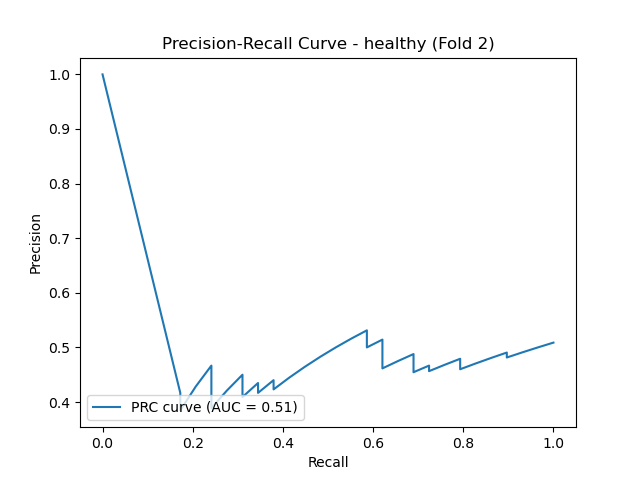 Precision-Recall Curve - healthy (Fold 2)
1.0
0.9
0.8
0.7
0.6
0.5
0.4
Precision
PRC curve (AUC = 0.51)
0.0 0.2 0.4 0.6 0.8 1.0
Recall